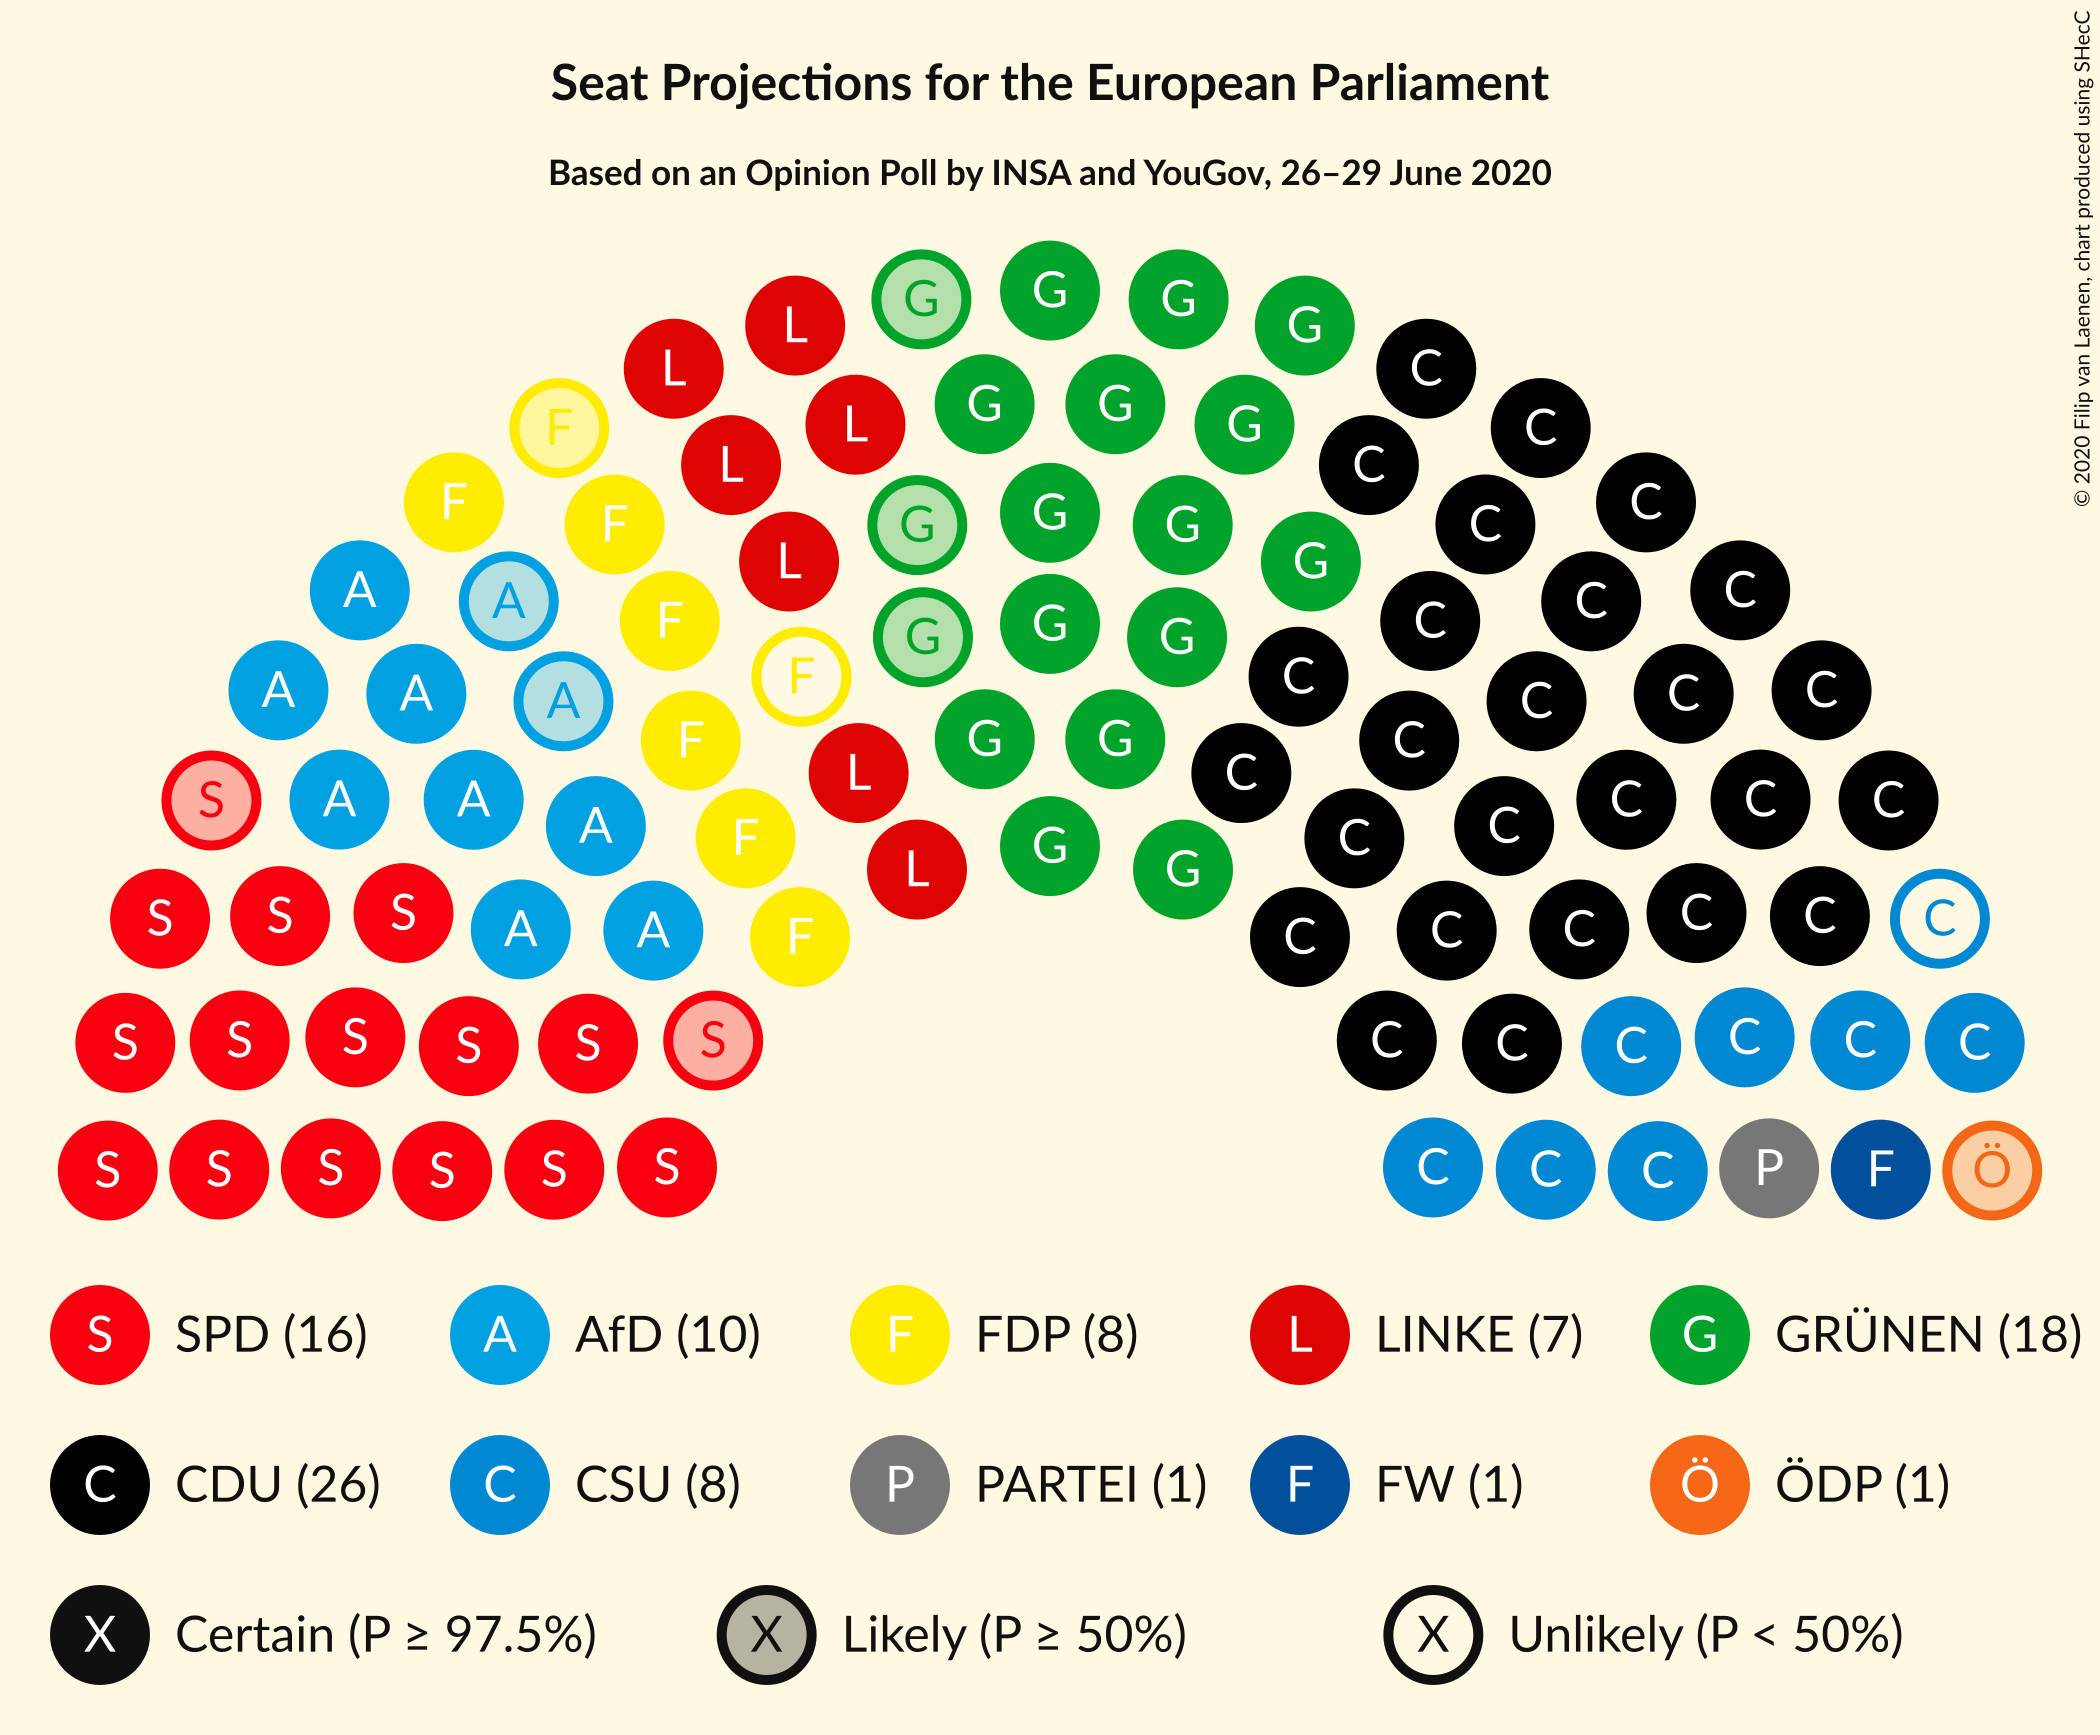 Seat Projections for the European Parliament
Based on an Opinion Poll by INSA and YouGov, 26–29 June 2020
© 2020 Filip van Laenen, chart produced using SHecC
G G G G
L L C C
G G G
F L L C C
F F L G G G G C C C
A A F L G G G C C C
A A A F F G G C C C C C
S A A A F L G G C C C C C C
S S S A A F L G G C C C C C C
S S S S S S C C C C C C
S S S S S S C C C P F Ö
S SPD (16) A AfD (10) F FDP (8) L LINKE (7) G GRÜNEN (18)
C CDU (26) C CSU (8) P PARTEI (1) F FW (1) Ö ÖDP (1)
X Certain (P ≥ 97.5%) X Likely (P ≥ 50%) X Unlikely (P < 50%)